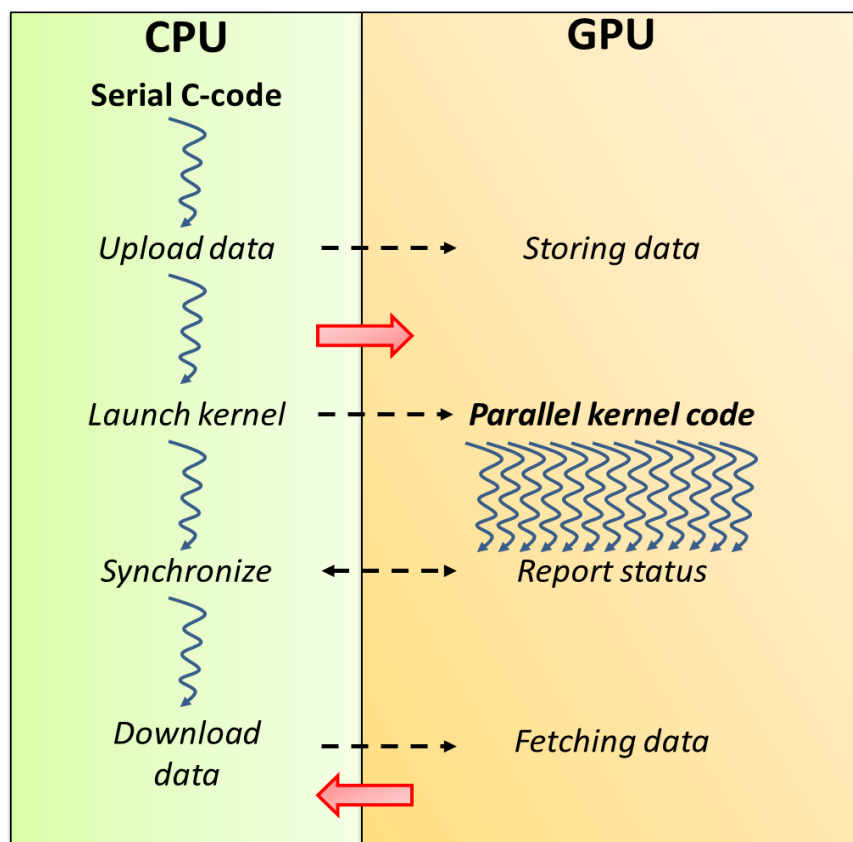 CPU
GPU
Serial C-code
Upload data
Storing data
Launch kernel
Parallel kernel code
Synchronize
Report status
Download
data
Fetching data